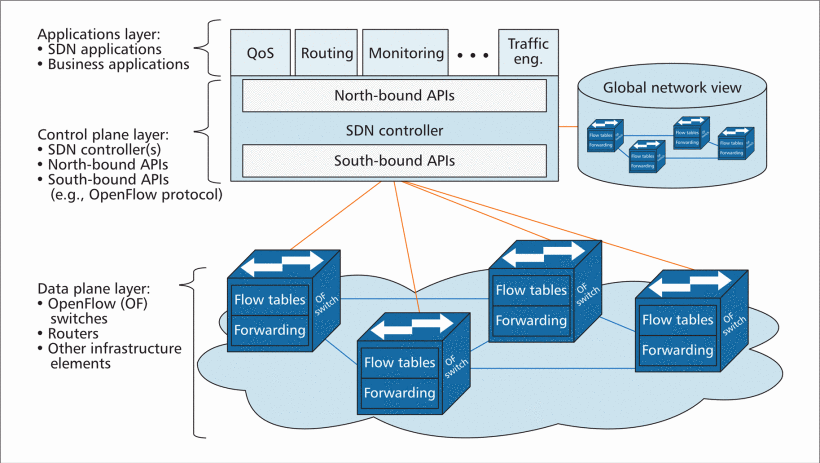 Applications layer:
• SDN applications
• Business applications
QoS
Routing
Monitoring
• • •
Traffic
eng.
North-bound APIs
SDN controller
South-bound APIs
Control plane layer:
• SDN controller(s)
• North-bound APIs
• South-bound APIs
(e.g., OpenFlow protocol)
Global network view
Flow tables
Forwarding
Flow tables
Forwarding
Flow tables
Forwarding
Flow tables
Forwarding
Data plane layer:
• OpenFlow (OF)
switches
• Routers
• Other infrastructure
elements
Flow tables
Forwarding
OF
switch
Flow tables
Forwarding
OF
switch
Flow tables
Forwarding
OF
switch
Flow tables
Forwarding
OF
switch